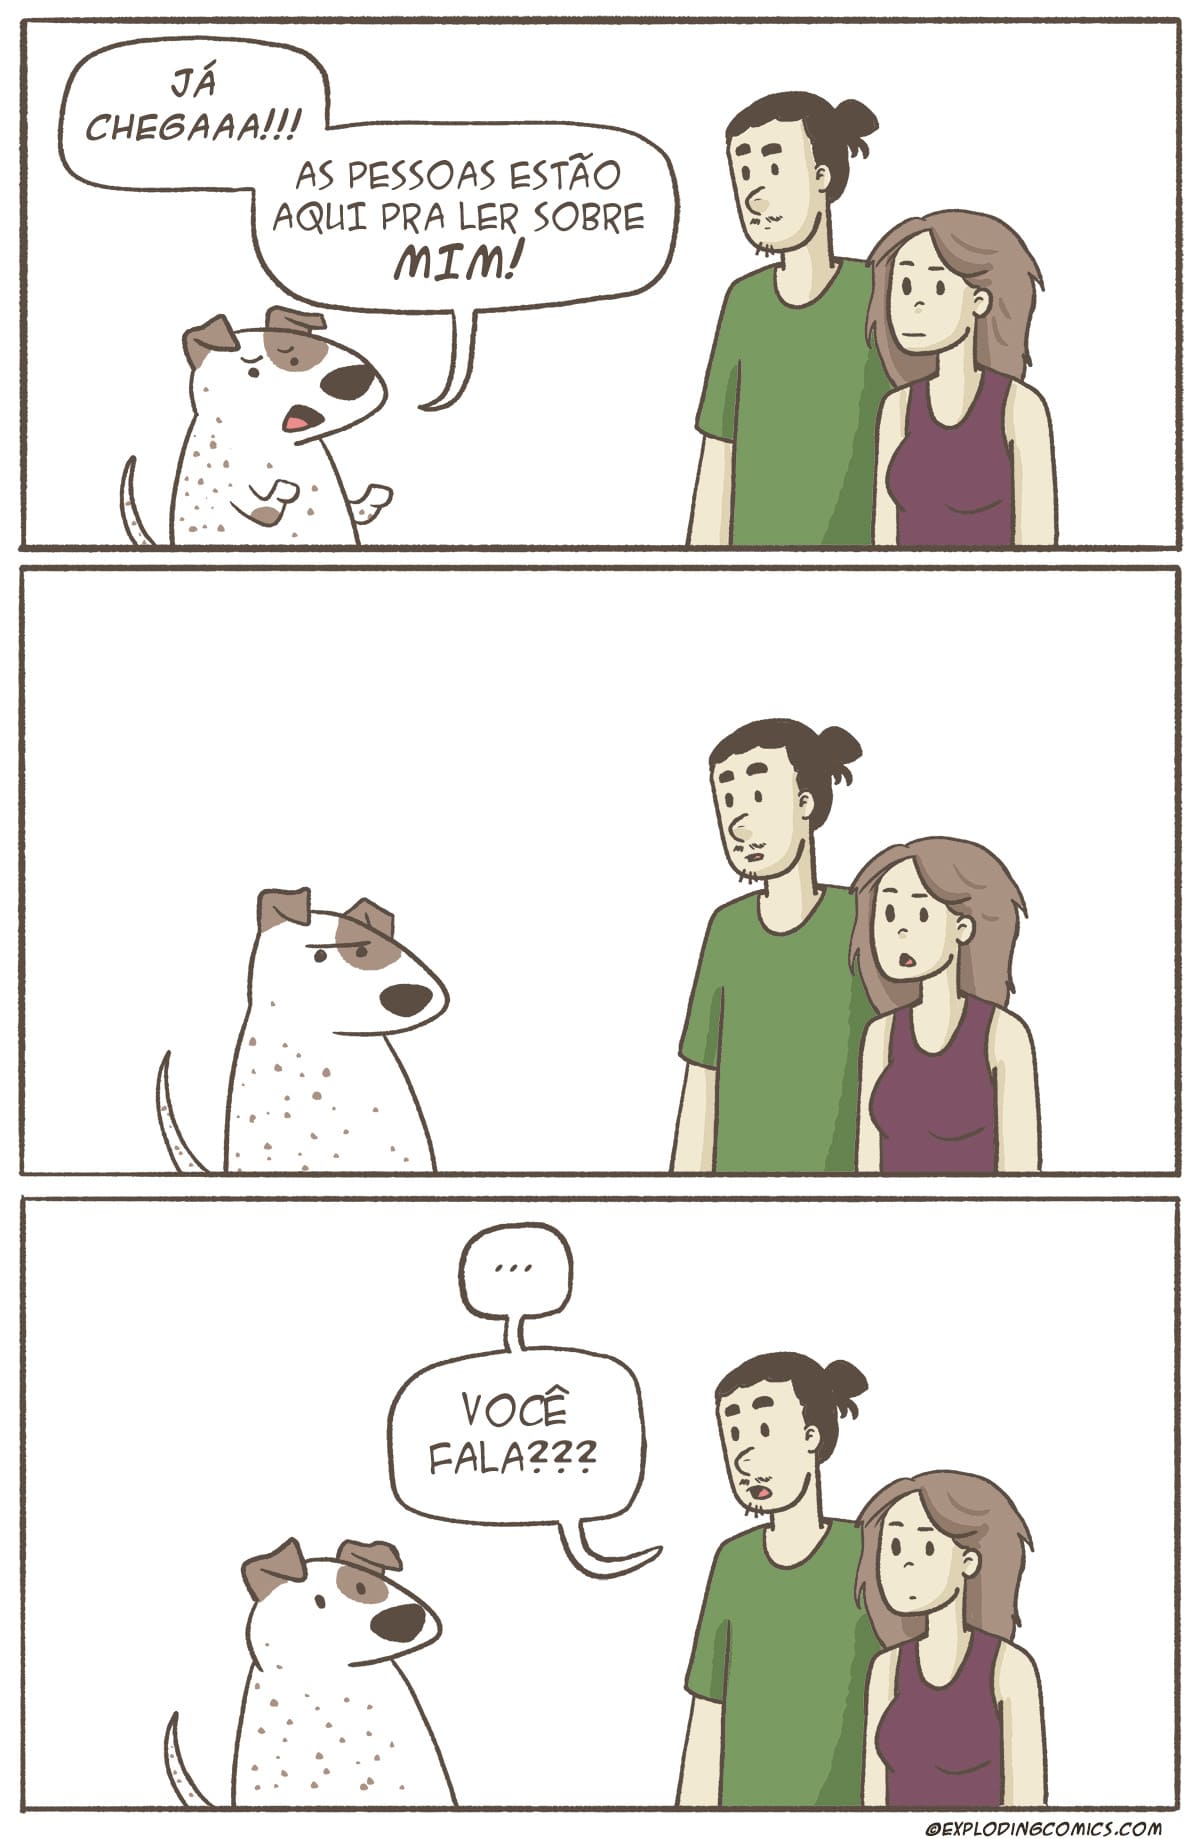 JÁ
CHEGAAA!!!
AS PESSOAS ESTÃO
AQUI PRA LER SOBRE
MIM!
...
VOCÊ
FALA???
©EXPLODINGCOMICS.COM